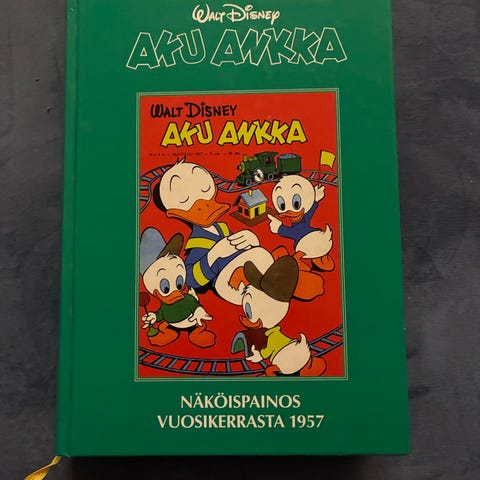 WALT DISNEY
AKU ANKKA
WALT DISNEY
AKU ANKKA
NÄKÖISPAINOS
VUOSIKERRASTA 1957